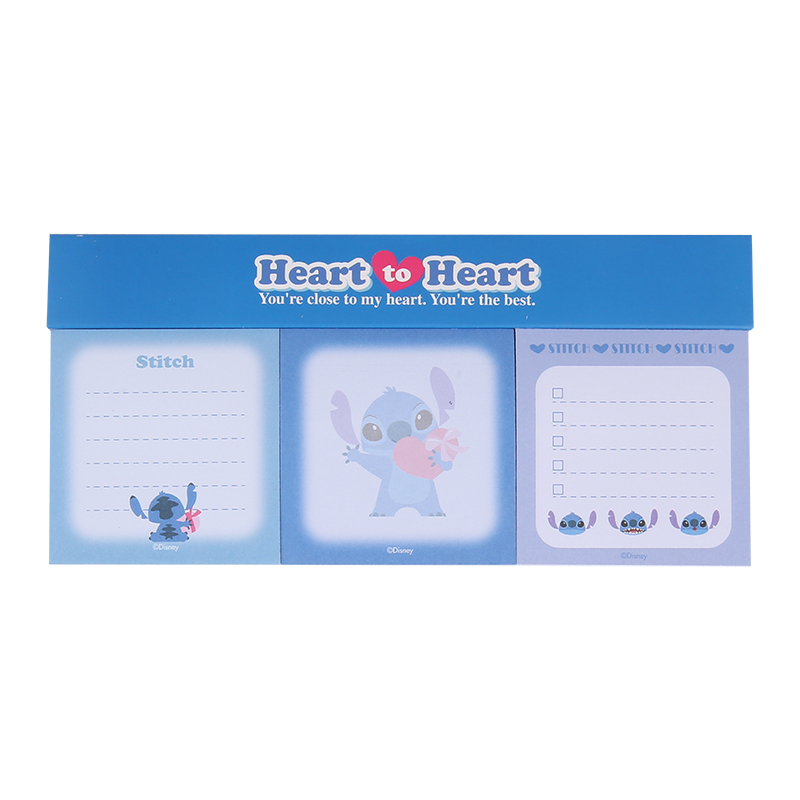 Heart to Heart
You're close to my heart. You're the best.
Stitch
©Disney
©Disney
STITCH STITCH STITCH
©Disney